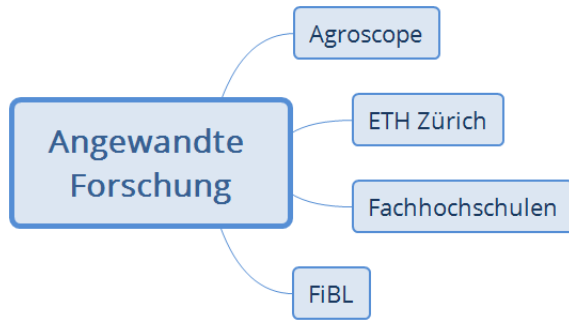 Agroscope
Angewandte
Forschung
ETH Zürich
Fachhochschulen
FiBL